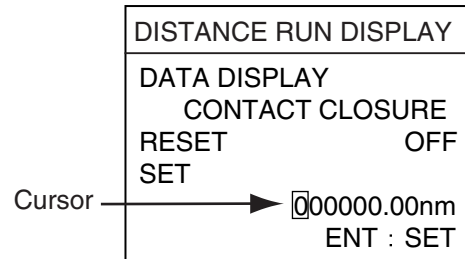 DISTANCE RUN DISPLAY
DATA DISPLAY
CONTACT CLOSURE
RESET OFF
SET
Cursor
000000.00nm
ENT : SET